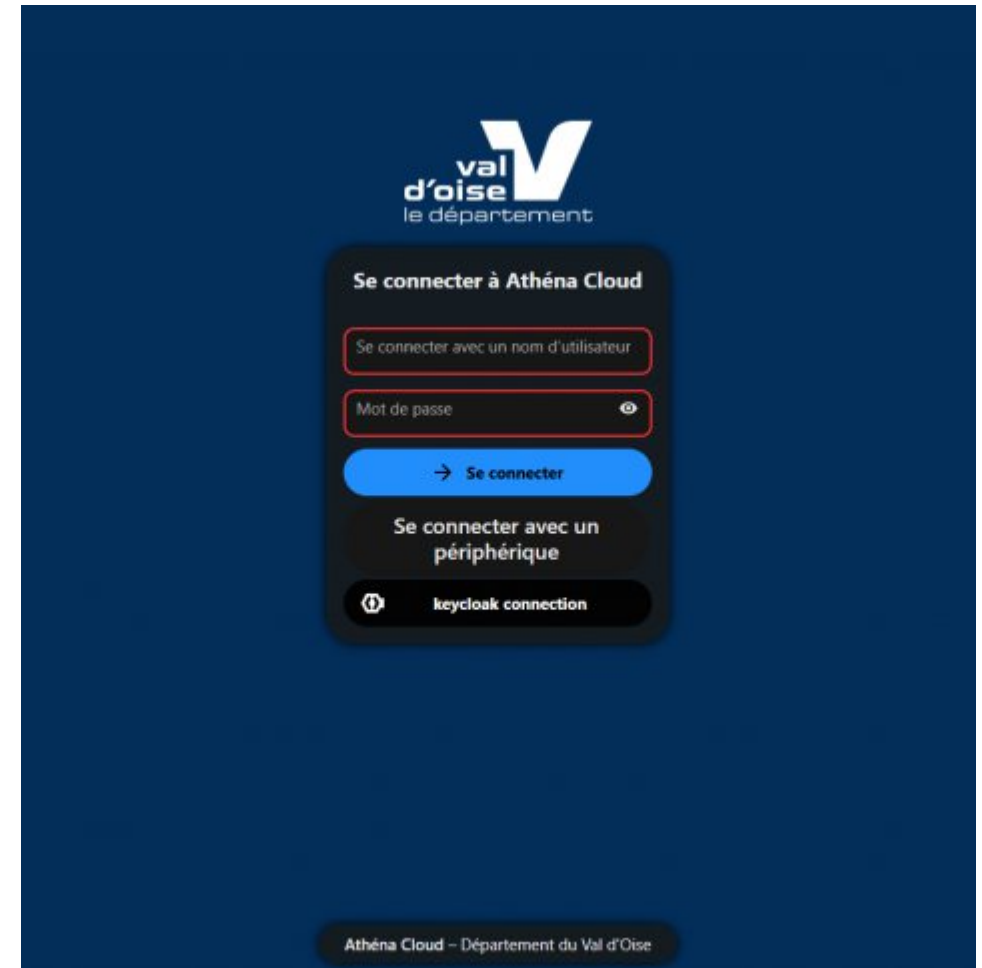 val
d'oise
le département
Se connecter à Athéna Cloud
Se connecter avec un nom d'utilisateur
Mot de passe
Se connecter
Se connecter avec un
périphérique
keycloak connection
Athéna Cloud – Département du Val d'Oise